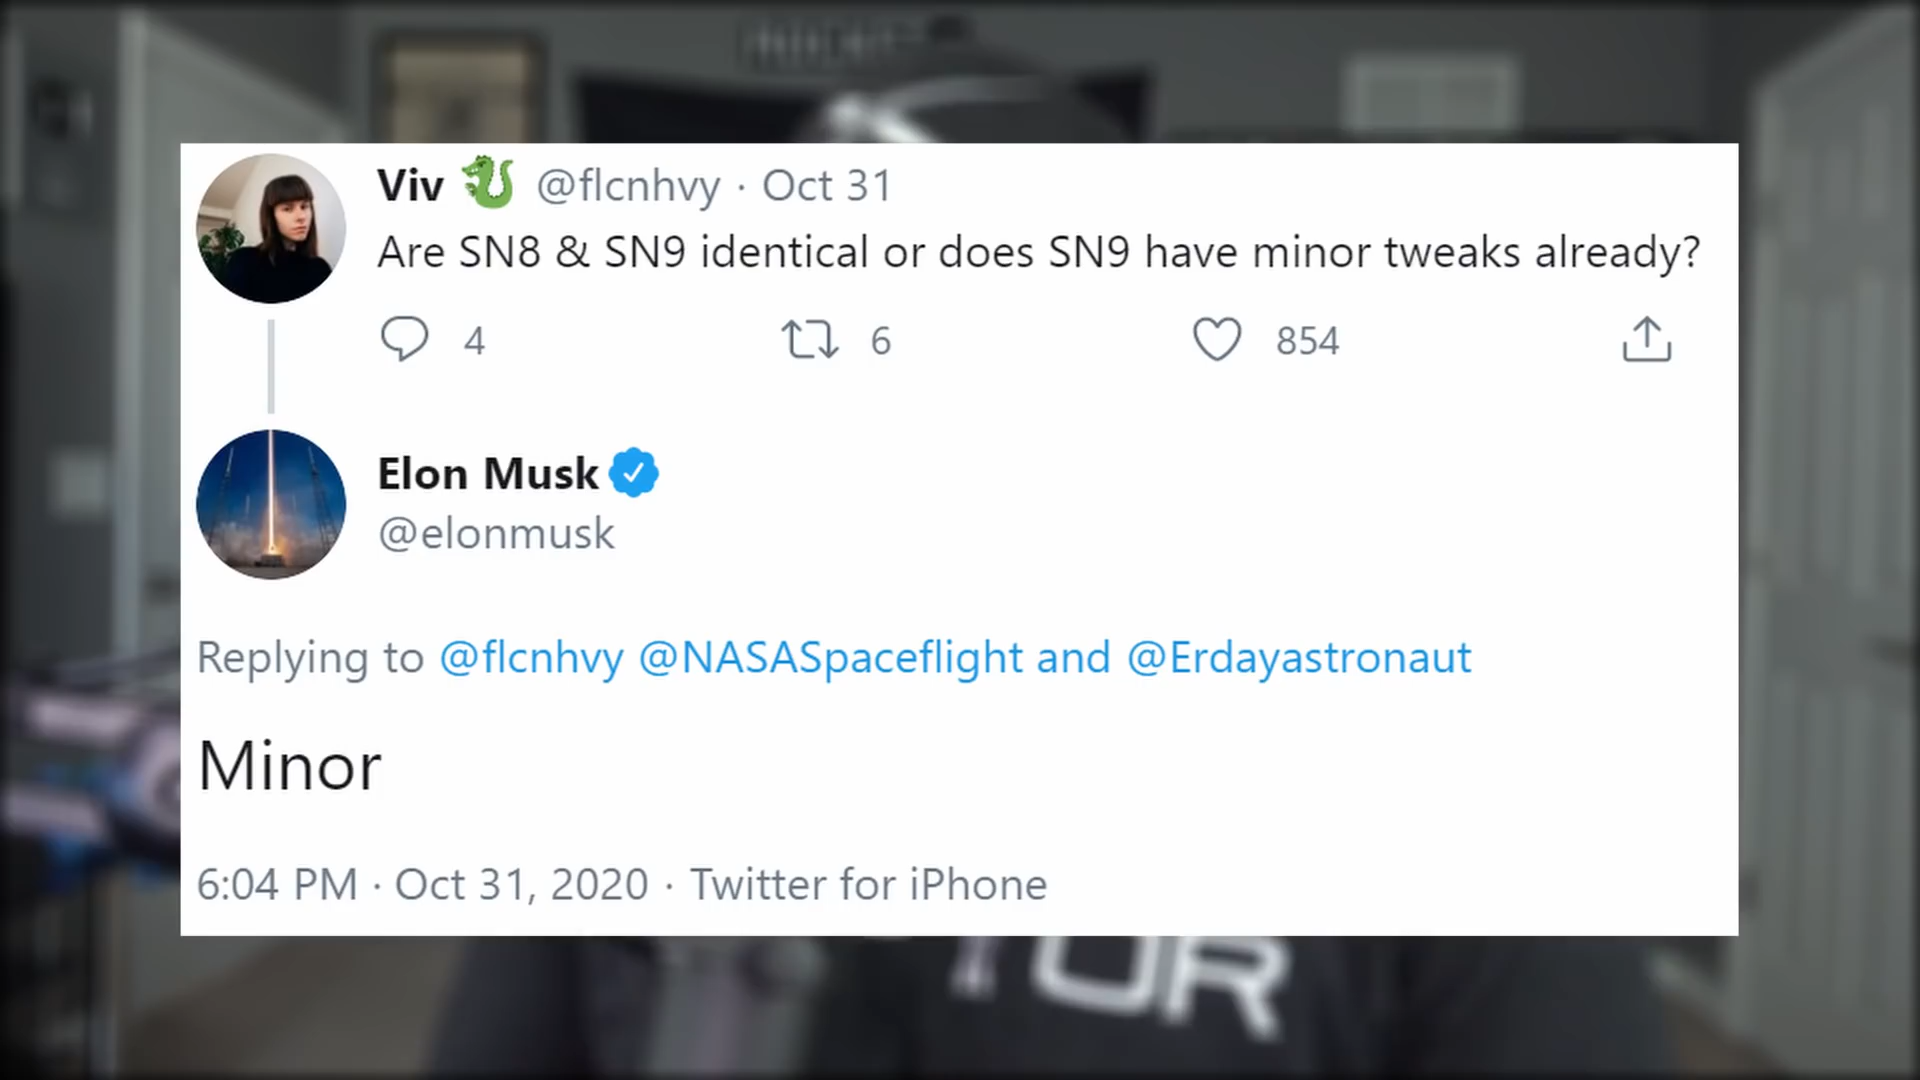 Viv @flcnhvy · Oct 31
Are SN8 & SN9 identical or does SN9 have minor tweaks already?
4 6 854
Elon Musk
@elonmusk
Replying to @flcnhvy @NASASpaceflight and @Erdayastronaut
Minor
6:04 PM · Oct 31, 2020 · Twitter for iPhone